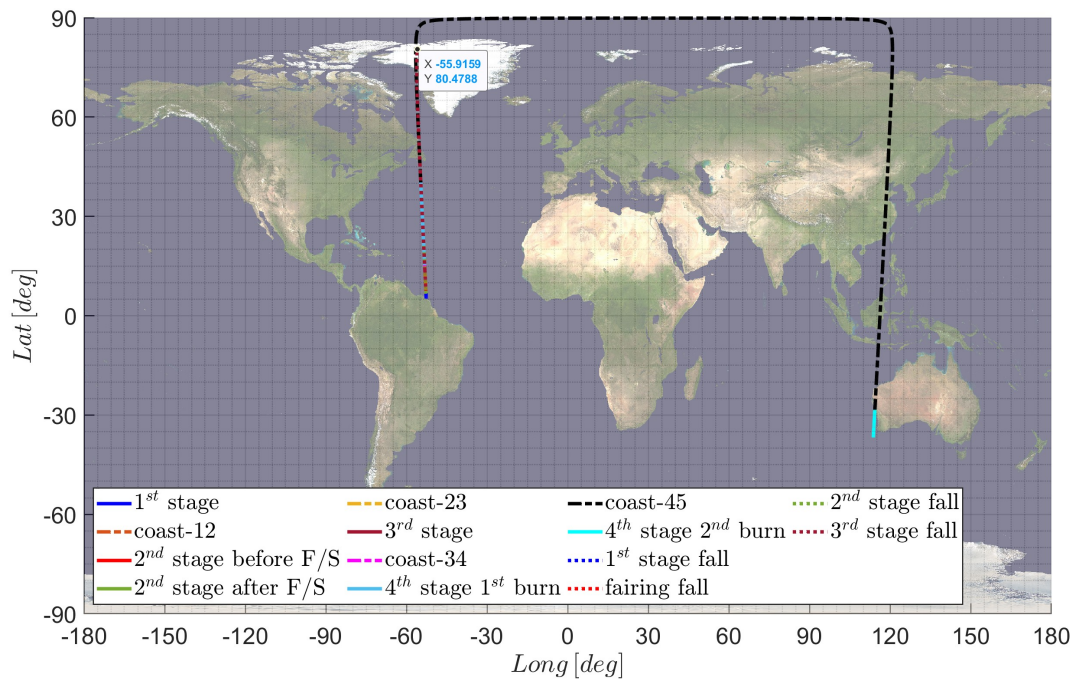 90
60
30
0
-30
-60
-90
Lat [deg]
X -55.9159
Y 80.4788
1st stage
coast-12
2nd stage before F/S
2nd stage after F/S
coast-23
3rd stage
coast-34
4th stage 1st burn
coast-45
4th stage 2nd burn
1st stage fall
fairing fall
2nd stage fall
3rd stage fall
-180 -150 -120 -90 -60 -30 0 30 60 90 120 150 180
Long [deg]